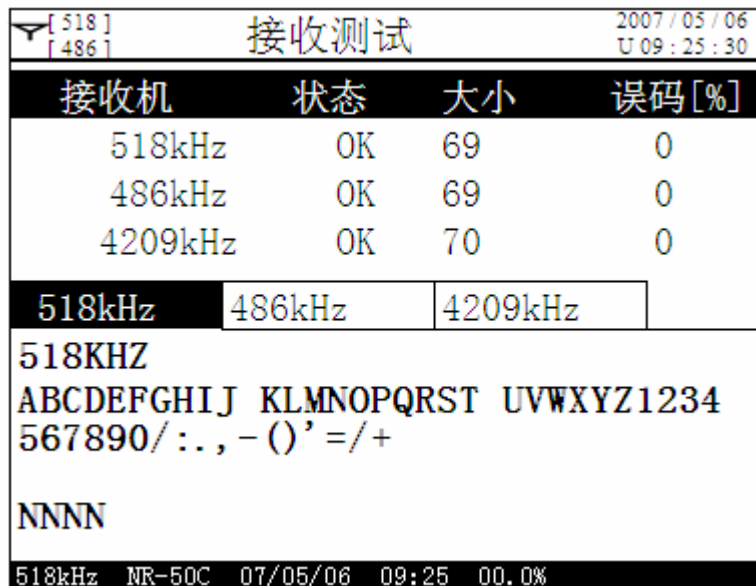 [ 518 ] 接收测试 2007 / 05 / 06
[ 486 ] U 09 : 25 : 30
接收机 状态 大小 误码[%]
518kHz OK 69 0
486kHz OK 69 0
4209kHz OK 70 0
518kHz 486kHz 4209kHz
518KHZ
ABCDEFGHIJ KLMNOPQRST UVWXYZ1234
567890/:.,-()'=/+
NNNN
518kHz NR-50C 07/05/06 09:25 00.0%